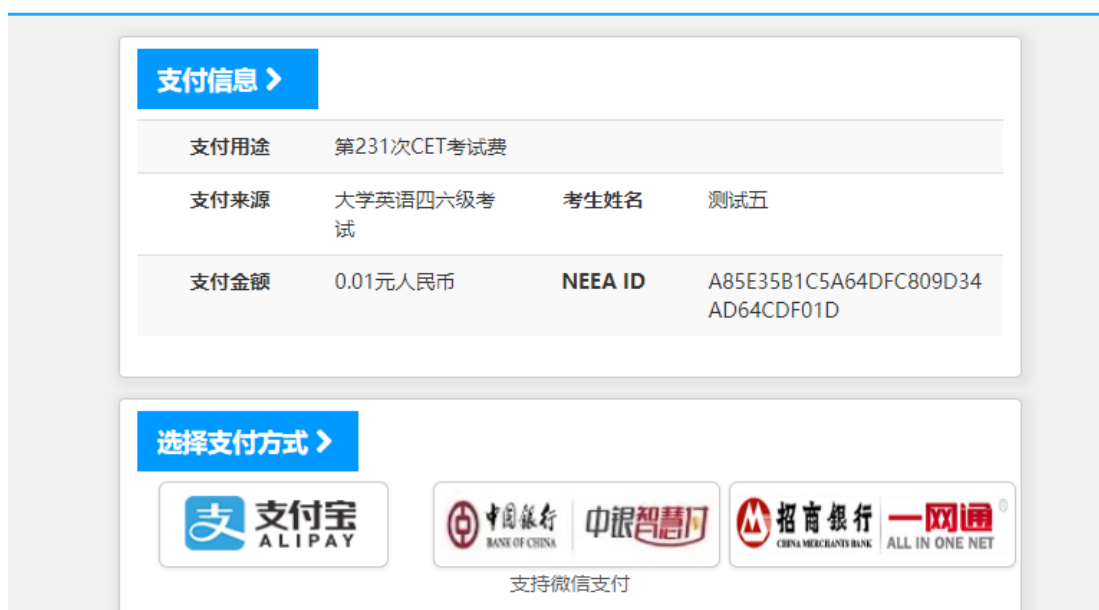 支付信息
支付用途 第231次CET考试费
支付来源 大学英语四六级考 考生姓名 测试五
试
支付金额 0.01元人民币 NEEA ID A85E35B1C5A64DFC809D34
AD64CDF01D
选择支付方式
支 支付宝 中国银行 中银智慧付 招商银行 一网通 ®
ALIPAY BANK OF CHINA CHINA MERCHANTS BANK ALL IN ONE NET
支持微信支付